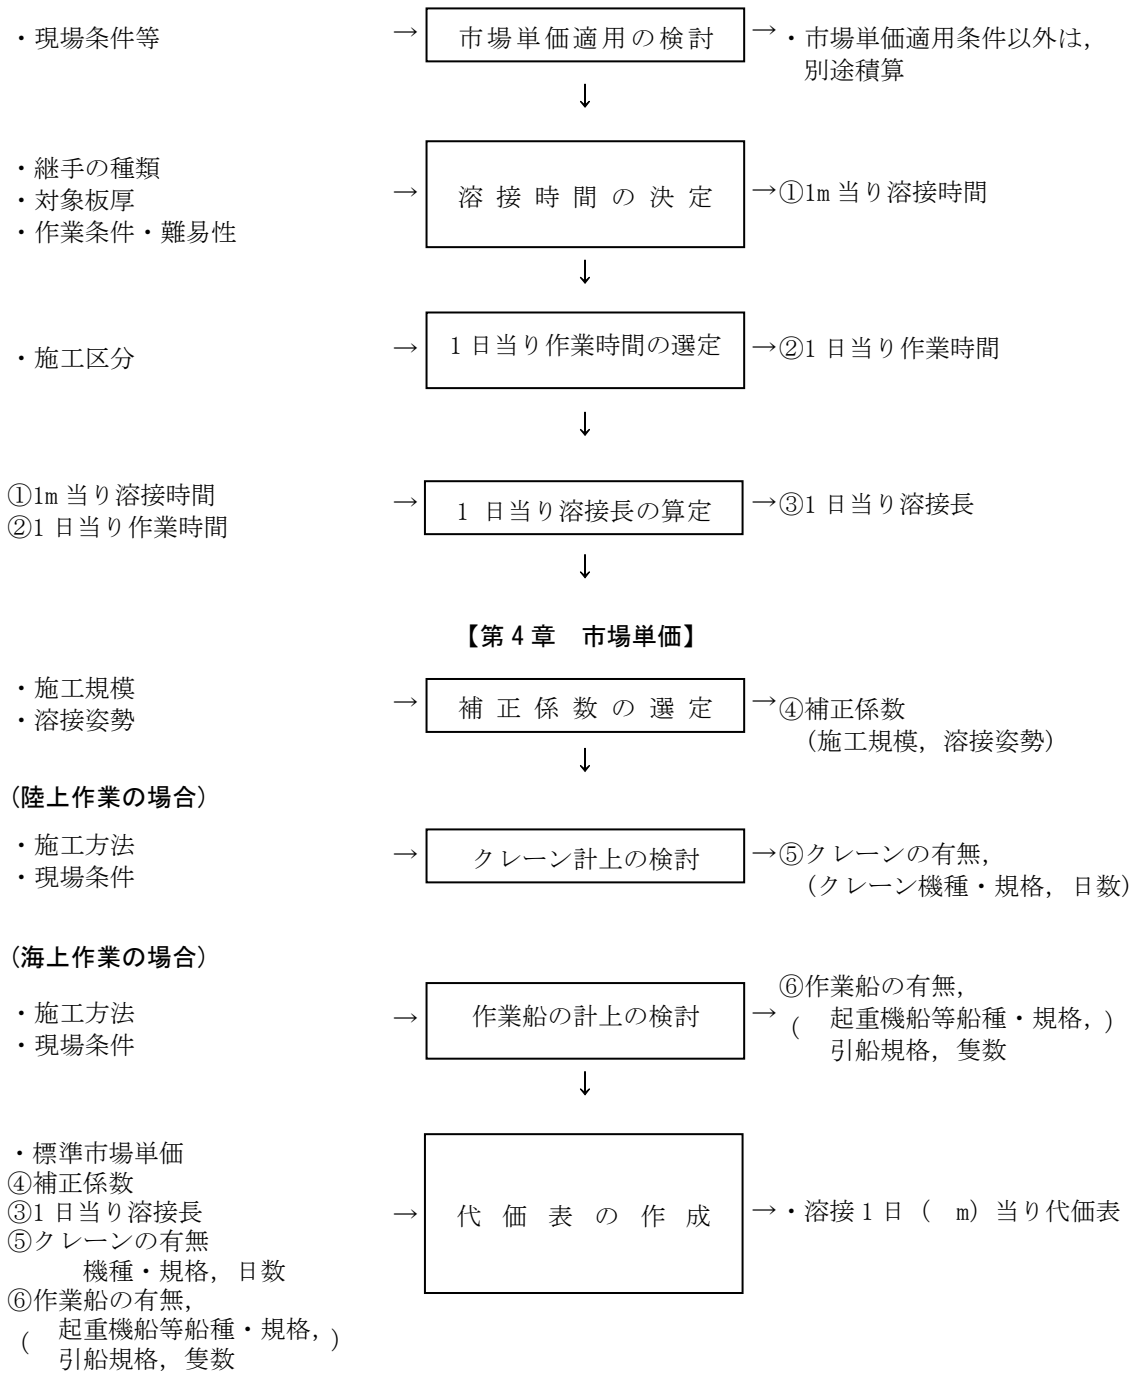 ・現場条件等 → 市場単価適用の検討 → ・市場単価適用条件以外は,
別途積算
↓
・継手の種類
・対象板厚
・作業条件・難易性
→ 溶接時間の決定 → ①1m当り溶接時間
↓
・施工区分 → 1日当り作業時間の選定 → ②1日当り作業時間
↓
①1m当り溶接時間
②1日当り作業時間
→ 1日当り溶接長の算定 → ③1日当り溶接長
↓
【第4章　市場単価】
・施工規模
・溶接姿勢
→ 補正係数の選定 → ④補正係数
(施工規模, 溶接姿勢)
↓
(陸上作業の場合)
・施工方法
・現場条件
→ クレーン計上の検討 → ⑤クレーンの有無,
(クレーン機種・規格, 日数)
(海上作業の場合)
・施工方法
・現場条件
→ 作業船の計上の検討 → ⑥作業船の有無,
( 起重機船等船種・規格, )
引船規格, 隻数
↓
・標準市場単価
④補正係数
③1日当り溶接長
⑤クレーンの有無
機種・規格, 日数
⑥作業船の有無,
( 起重機船等船種・規格, )
引船規格, 隻数
→ 代価表の作成 → ・溶接1日（　m）当り代価表